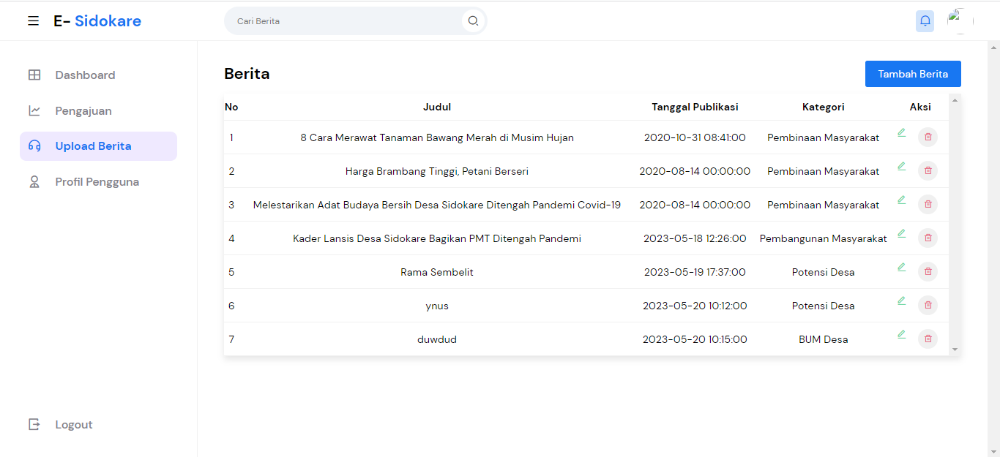 E- Sidokare
Cari Berita
Dashboard
Pengajuan
Upload Berita
Profil Pengguna
Logout
Berita
Tambah Berita
No Judul Tanggal Publikasi Kategori Aksi
1 8 Cara Merawat Tanaman Bawang Merah di Musim Hujan 2020-10-31 08:41:00 Pembinaan Masyarakat
2 Harga Brambang Tinggi, Petani Berseri 2020-08-14 00:00:00 Pembinaan Masyarakat
3 Melestarikan Adat Budaya Bersih Desa Sidokare Ditengah Pandemi Covid-19 2020-08-14 00:00:00 Pembinaan Masyarakat
4 Kader Lansis Desa Sidokare Bagikan PMT Ditengah Pandemi 2023-05-18 12:26:00 Pembangunan Masyarakat
5 Rama Sembelit 2023-05-19 17:37:00 Potensi Desa
6 ynus 2023-05-20 10:12:00 Potensi Desa
7 duwdud 2023-05-20 10:15:00 BUM Desa